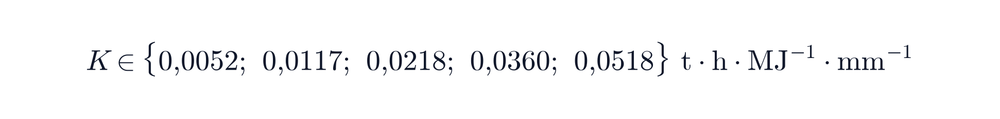 K ∈ {0,0052; 0,0117; 0,0218; 0,0360; 0,0518} t · h · MJ⁻¹ · mm⁻¹